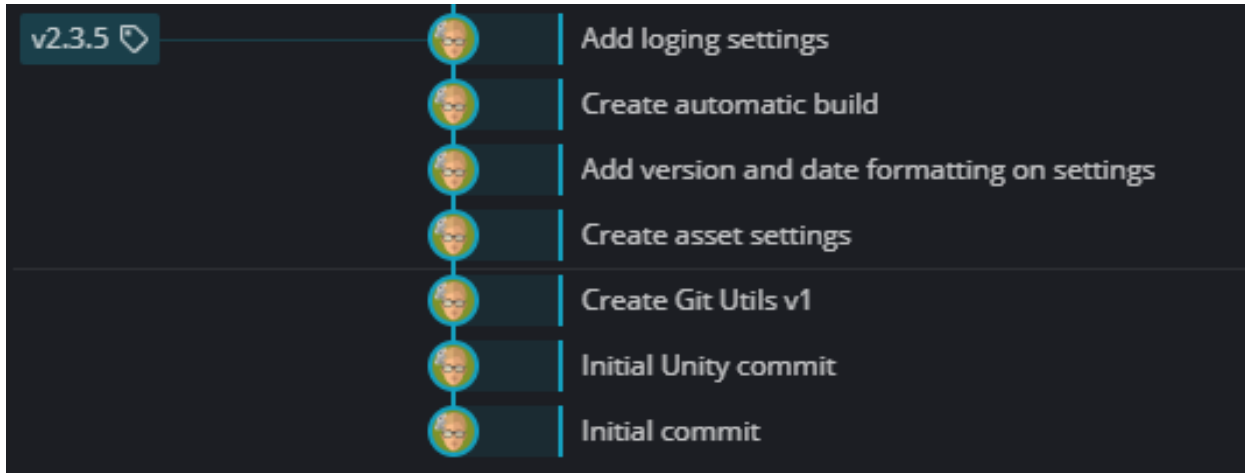 v2.3.5 Add loging settings
Create automatic build
Add version and date formatting on settings
Create asset settings
Create Git Utils v1
Initial Unity commit
Initial commit